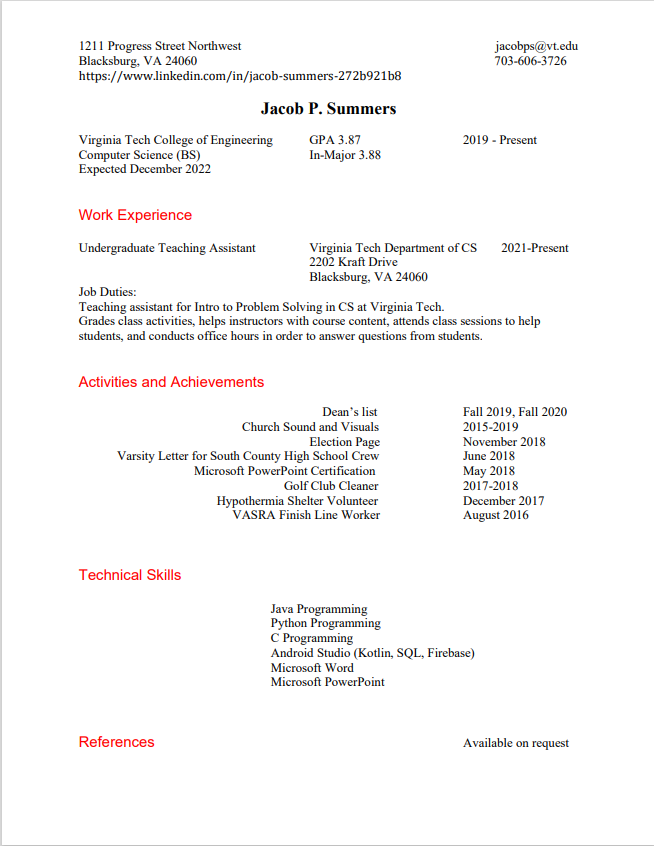 1211 Progress Street Northwest jacobps@vt.edu
Blacksburg, VA 24060 703-606-3726
https://www.linkedin.com/in/jacob-summers-272b921b8
Jacob P. Summers
Virginia Tech College of Engineering GPA 3.87 2019 - Present
Computer Science (BS) In-Major 3.88
Expected December 2022
Work Experience
Undergraduate Teaching Assistant Virginia Tech Department of CS 2021-Present
2202 Kraft Drive
Blacksburg, VA 24060
Job Duties:
Teaching assistant for Intro to Problem Solving in CS at Virginia Tech.
Grades class activities, helps instructors with course content, attends class sessions to help
students, and conducts office hours in order to answer questions from students.
Activities and Achievements
Dean’s list Fall 2019, Fall 2020
Church Sound and Visuals 2015-2019
Election Page November 2018
Varsity Letter for South County High School Crew June 2018
Microsoft PowerPoint Certification May 2018
Golf Club Cleaner 2017-2018
Hypothermia Shelter Volunteer December 2017
VASRA Finish Line Worker August 2016
Technical Skills
Java Programming
Python Programming
C Programming
Android Studio (Kotlin, SQL, Firebase)
Microsoft Word
Microsoft PowerPoint
References Available on request